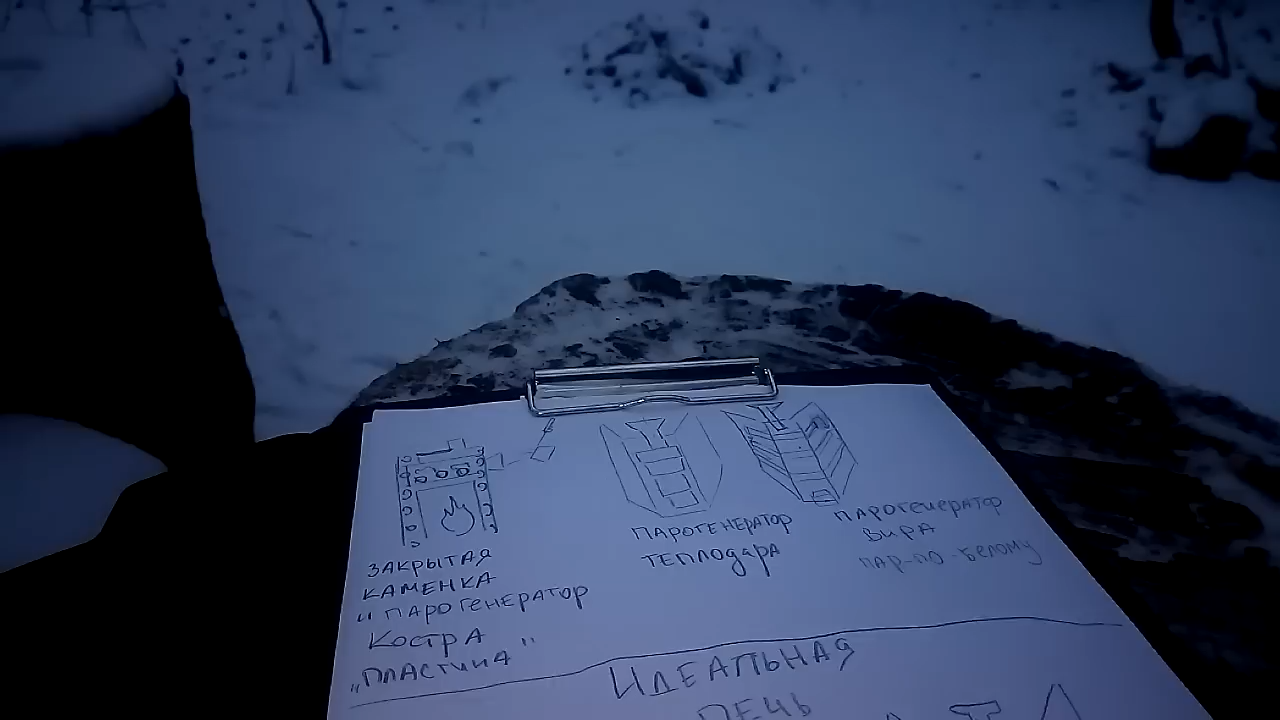 ЗАКРЫТАЯ
КАМЕНКА
и ПАРОГЕНЕРАТОР
КОСТРА
"ПЛАСТИНА"
ПАРОГЕНЕРАТОР
ТЕПЛОДАРА
ПАРОГЕНЕРАТОР
ВИРА
ПАР-ПО-БЕЛОМУ
ИДЕАЛЬНАЯ
ПЕЧЬ